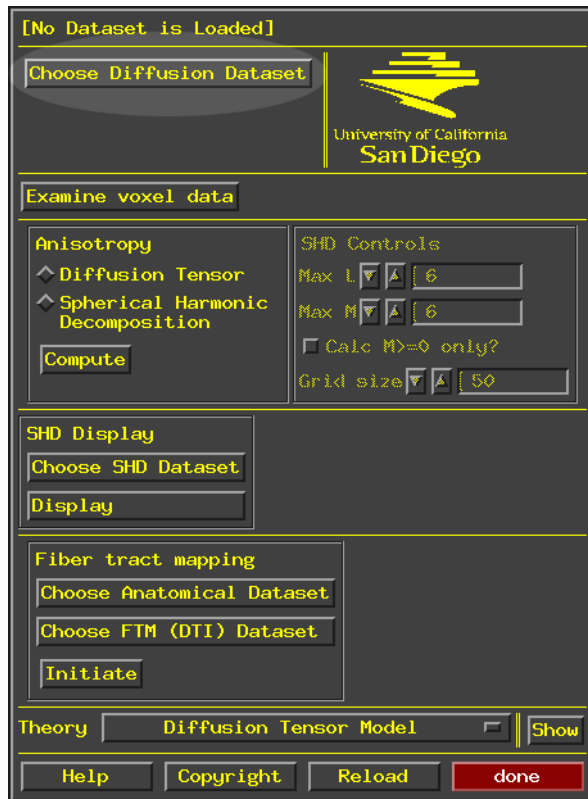 [No Dataset is Loaded]
Choose Diffusion Dataset
University of California
San Diego
Examine voxel data
Anisotropy
Diffusion Tensor
Spherical Harmonic
Decomposition
Compute
SHD Controls
Max L 6
Max M 6
Calc M>=0 only?
Grid size 50
SHD Display
Choose SHD Dataset
Display
Fiber tract mapping
Choose Anatomical Dataset
Choose FTM (DTI) Dataset
Initiate
Theory Diffusion Tensor Model Show
Help Copyright Reload done